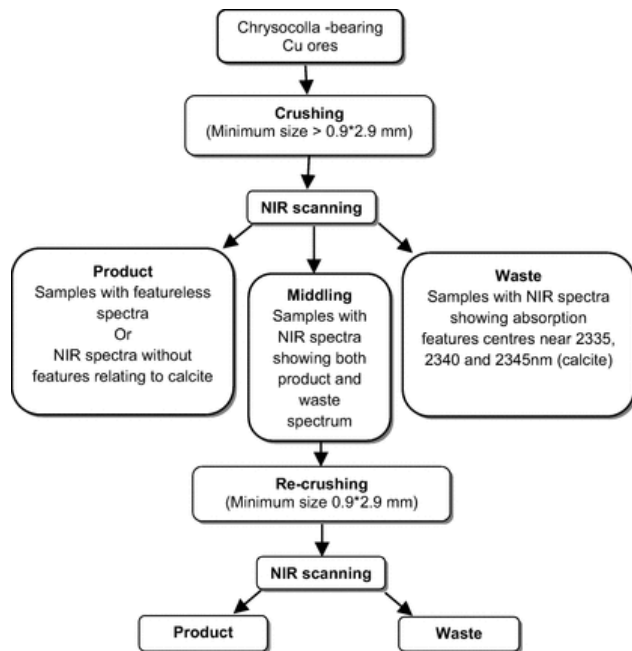 Chrysocolla -bearing
Cu ores
Crushing
(Minimum size > 0.9*2.9 mm)
NIR scanning
Product
Samples with featureless
spectra
Or
NIR spectra without
features relating to calcite
Middling
Samples with
NIR spectra
showing both
product and
waste
spectrum
Waste
Samples with NIR spectra
showing absorption
features centres near 2335,
2340 and 2345nm (calcite)
Re-crushing
(Minimum size 0.9*2.9 mm)
NIR scanning
Product
Waste